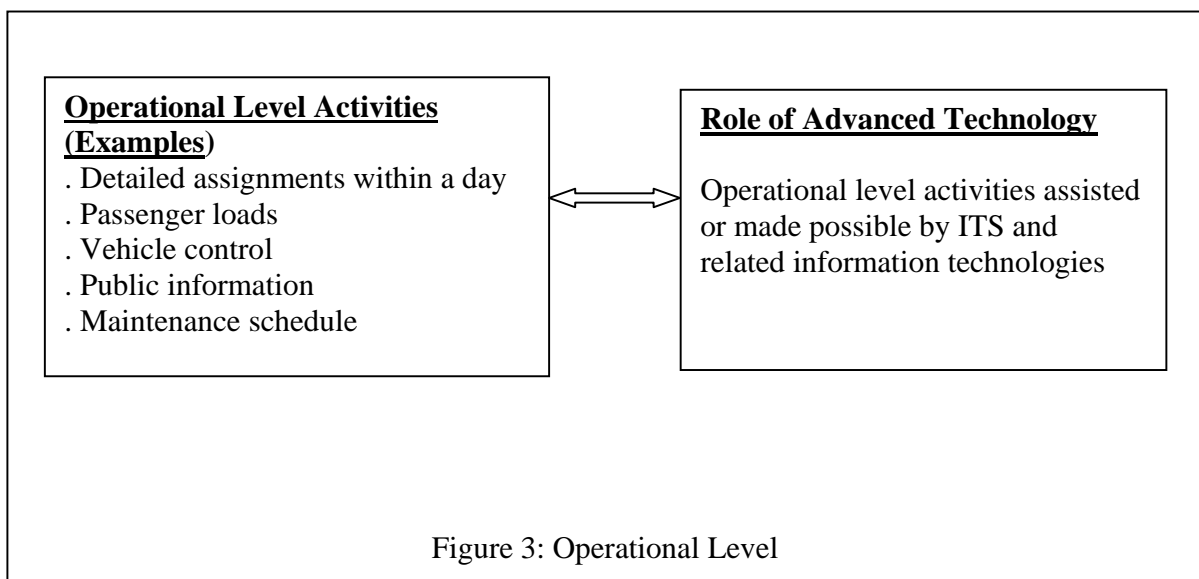 Operational Level Activities
(Examples)
. Detailed assignments within a day
. Passenger loads
. Vehicle control
. Public information
. Maintenance schedule
Role of Advanced Technology
Operational level activities assisted
or made possible by ITS and
related information technologies
Figure 3: Operational Level